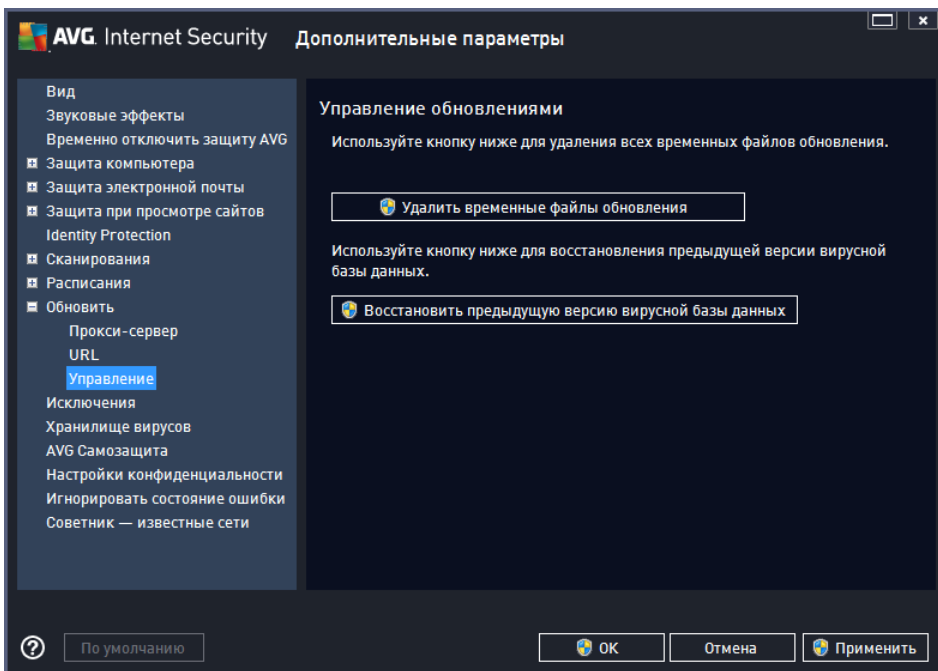 AVG. Internet Security
Дополнительные параметры
Вид
Звуковые эффекты
Временно отключить защиту AVG
Защита компьютера
Защита электронной почты
Защита при просмотре сайтов
Identity Protection
Сканирования
Расписания
Обновить
Прокси-сервер
URL
Управление
Исключения
Хранилище вирусов
AVG Самозащита
Настройки конфиденциальности
Игнорировать состояние ошибки
Советник — известные сети
Управление обновлениями
Используйте кнопку ниже для удаления всех временных файлов обновления.
Удалить временные файлы обновления
Используйте кнопку ниже для восстановления предыдущей версии вирусной
базы данных.
Восстановить предыдущую версию вирусной базы данных
По умолчанию
ОК
Отмена
Применить